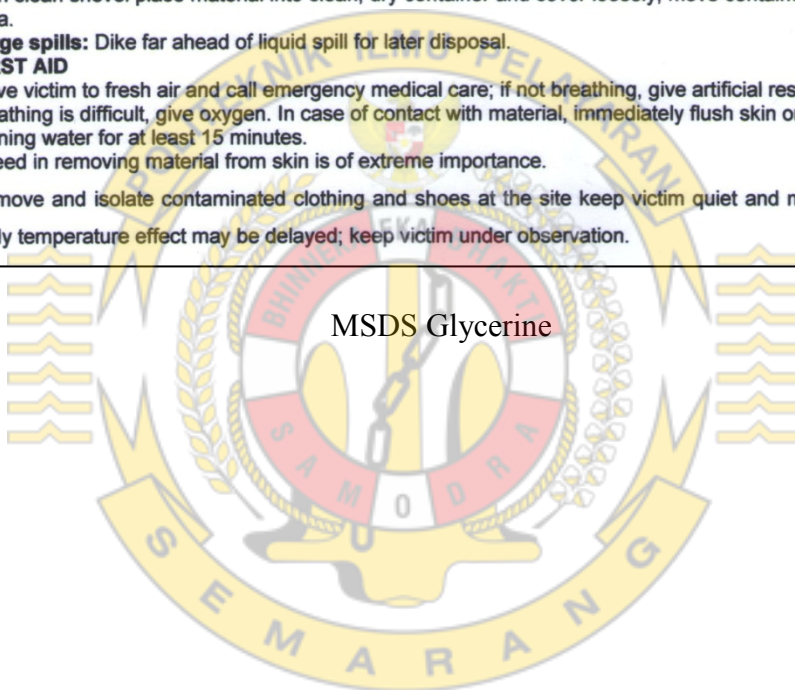 clean shovel place material into clean, dry container and cover loosely, move
a.
ge spills: Dike far ahead of liquid spill for later disposal.
ST AID
ve victim to fresh air and call emergency medical care; if not breathing, give artificial res
athing is difficult, give oxygen. In case of contact with material, immediately flush skin or
ning water for at least 15 minutes.
eed in removing material from skin is of extreme importance.
move and isolate contaminated clothing and shoes at the site keep victim quiet and m
ly temperature effect may be delayed; keep victim under observation.
MSDS Glycerine
POLITEKNIK ILMU PELAYARAN
BHINNEKA EKA BHAKTI
SAMODRA
SEMARANG